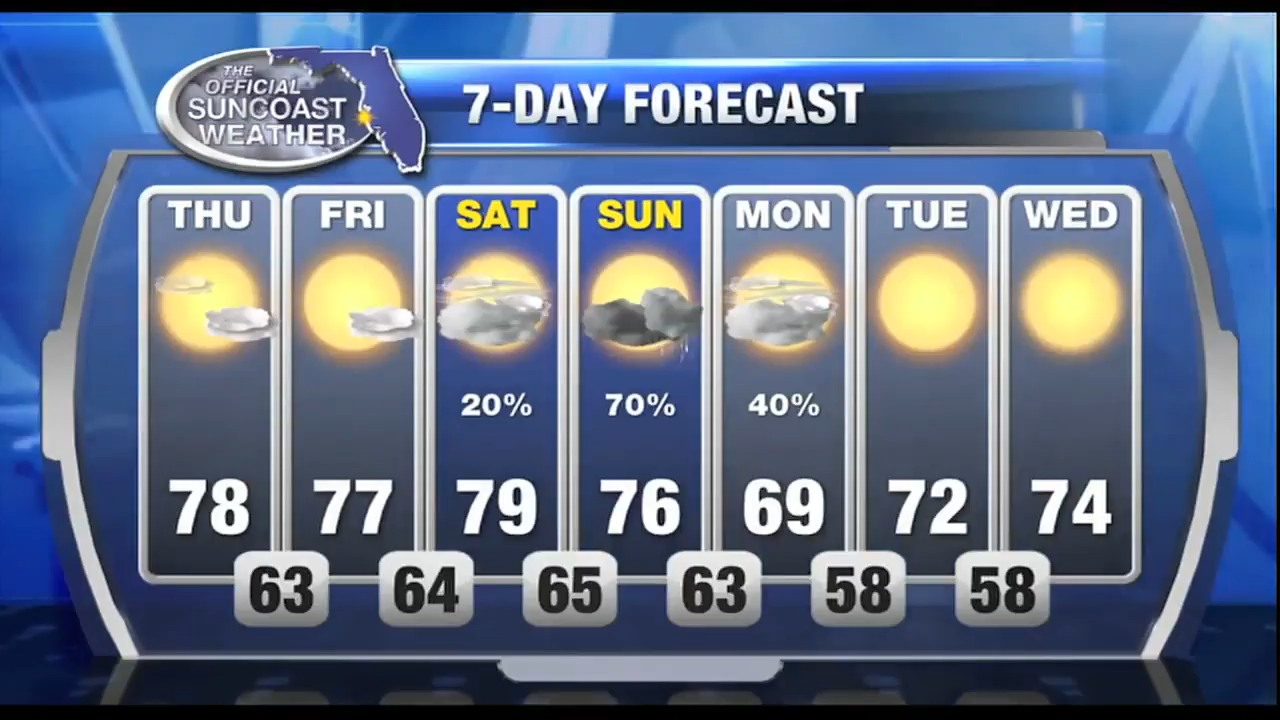 THE
OFFICIAL
SUNCOAST
WEATHER
7-DAY FORECAST
THU FRI SAT SUN MON TUE WED
20% 70% 40%
78 77 79 76 69 72 74
63 64 65 63 58 58